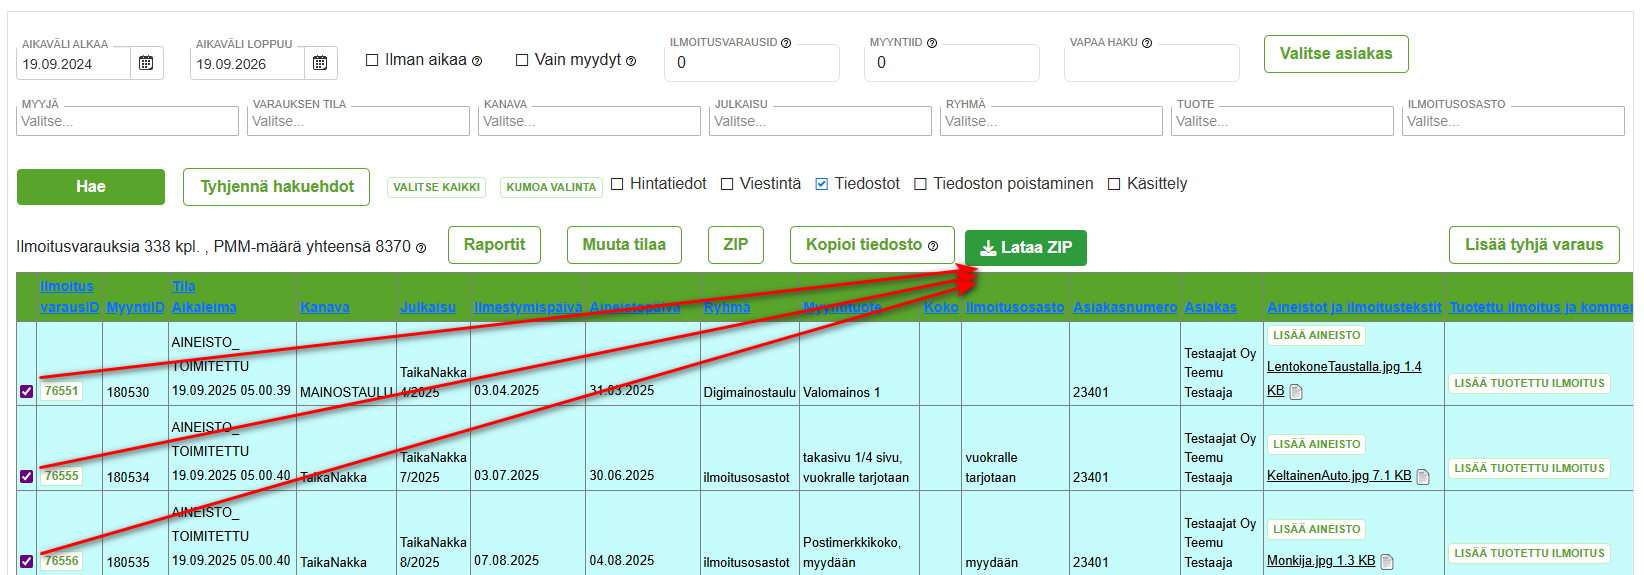 AIKAVÄLI ALKAA
19.09.2024
AIKAVÄLI LOPPUU
19.09.2026
Ilman aikaa
Vain myydyt
ILMOITUSVARAUSID
0
MYYNTIID
0
VAPAA HAKU
Valitse asiakas
MYYJÄ
Valitse...
VARAUKSEN TILA
Valitse...
KANAVA
Valitse...
JULKAISU
Valitse...
RYHMÄ
Valitse...
TUOTE
Valitse...
ILMOITUSOSASTO
Valitse...
Hae
Tyhjennä hakuehdot
VALITSE KAIKKI
KUMOA VALINTA
Hintatiedot
Viestintä
Tiedostot
Tiedoston poistaminen
Käsittely
Ilmoitusvarauksia 338 kpl. , PMM-määrä yhteensä 8370
Raportit
Muuta tilaa
ZIP
Kopioi tiedosto
Lataa ZIP
Lisää tyhjä varaus
Ilmoitus
varausID
MyyntiID
Tila
Aikaleima
Kanava
Julkaisu
Ilmestymispäivä
Aineistopäivä
Ryhmä
Myyntituote
Koko
Ilmoitusosasto
Asiakasnumero
Asiakas
Aineistot ja ilmoitustekstit
Tuotettu ilmoitus ja kommen
76551
180530
AINEISTO_
TOIMITETTU
19.09.2025 05.00.39
MAINOSTAULU
TaikaNakka
4/2025
03.04.2025
31.03.2025
Digimainostaulu
Valomainos 1
23401
Testaajat Oy
Teemu
Testaaja
LISÄÄ AINEISTO
LentokoneTaustalla.jpg 1.4
KB
LISÄÄ TUOTETTU ILMOITUS
76555
180534
AINEISTO_
TOIMITETTU
19.09.2025 05.00.40
TaikaNakka
TaikaNakka
7/2025
03.07.2025
30.06.2025
ilmoitusosastot
takasivu 1/4 sivu,
vuokralle tarjotaan
vuokralle
tarjotaan
23401
Testaajat Oy
Teemu
Testaaja
LISÄÄ AINEISTO
KeltainenAuto.jpg 7.1 KB
LISÄÄ TUOTETTU ILMOITUS
76556
180535
AINEISTO_
TOIMITETTU
19.09.2025 05.00.40
TaikaNakka
TaikaNakka
8/2025
07.08.2025
04.08.2025
ilmoitusosastot
Postimerkkikoko,
myydään
myydään
23401
Testaajat Oy
Teemu
Testaaja
LISÄÄ AINEISTO
Monkija.jpg 1.3 KB
LISÄÄ TUOTETTU ILMOITUS